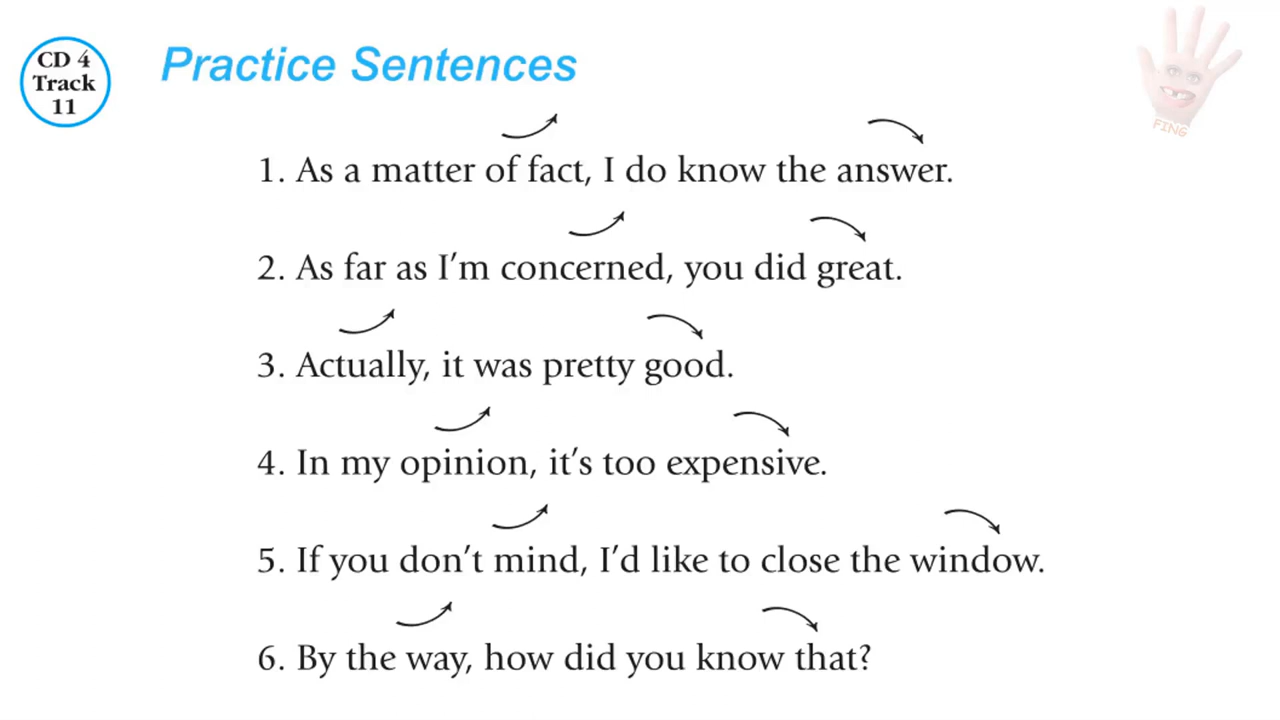 CD 4
Track
11
Practice Sentences
FING
1. As a matter of fact, I do know the answer.
2. As far as I’m concerned, you did great.
3. Actually, it was pretty good.
4. In my opinion, it’s too expensive.
5. If you don’t mind, I’d like to close the window.
6. By the way, how did you know that?